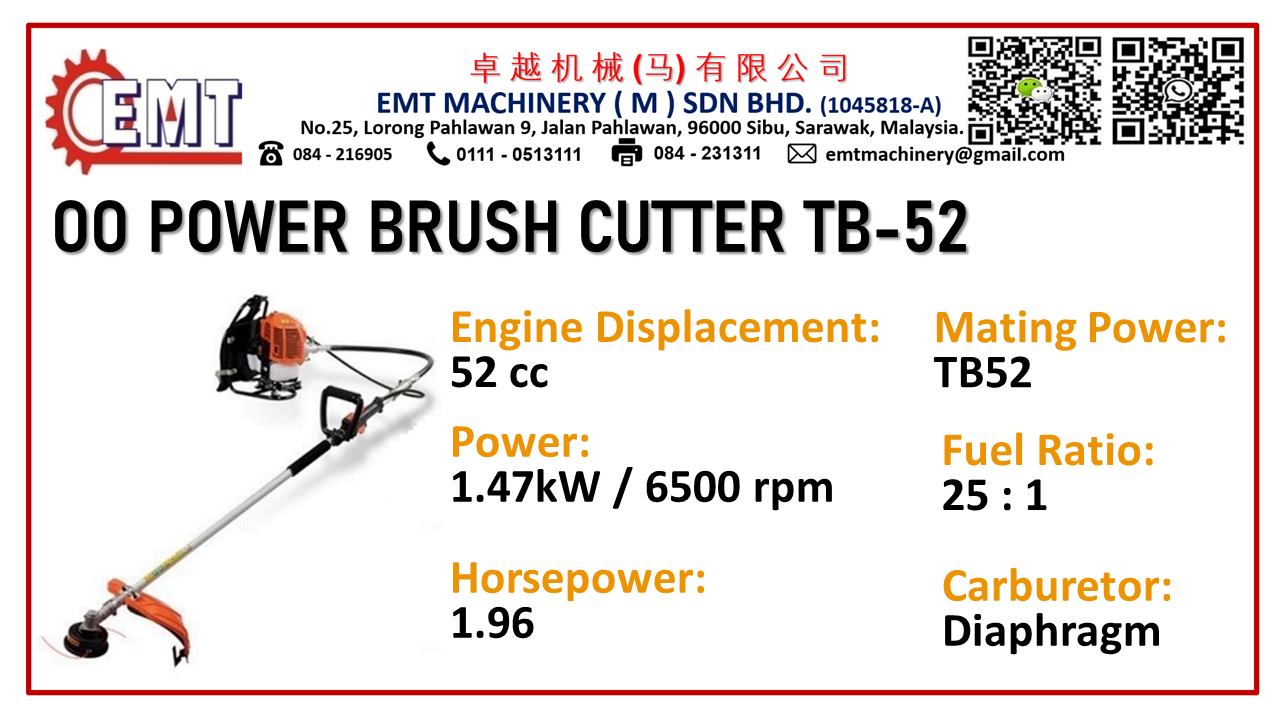 EMT
卓越机械(马)有限公司
EMT MACHINERY ( M ) SDN BHD. (1045818-A)
No.25, Lorong Pahlawan 9, Jalan Pahlawan, 96000 Sibu, Sarawak, Malaysia.
084 - 216905 0111 - 0513111 084 - 231311 emtmachinery@gmail.com
OO POWER BRUSH CUTTER TB-52
Engine Displacement:
52 cc
Mating Power:
TB52
Power:
1.47kW / 6500 rpm
Fuel Ratio:
25 : 1
Horsepower:
1.96
Carburetor:
Diaphragm